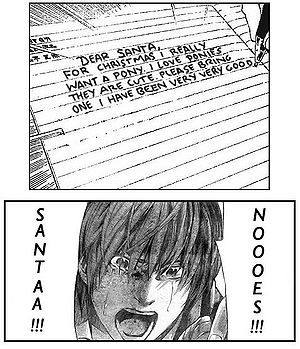 DEAR SANTA,
FOR CHRISTMAS I REALLY
WANT A PONY. I LOVE PONIES
THEY ARE CUTE PLEASE BRING
ONE I HAVE BEEN VERY VERY GOOD.
SANTAA !!!
NOOOES !!!